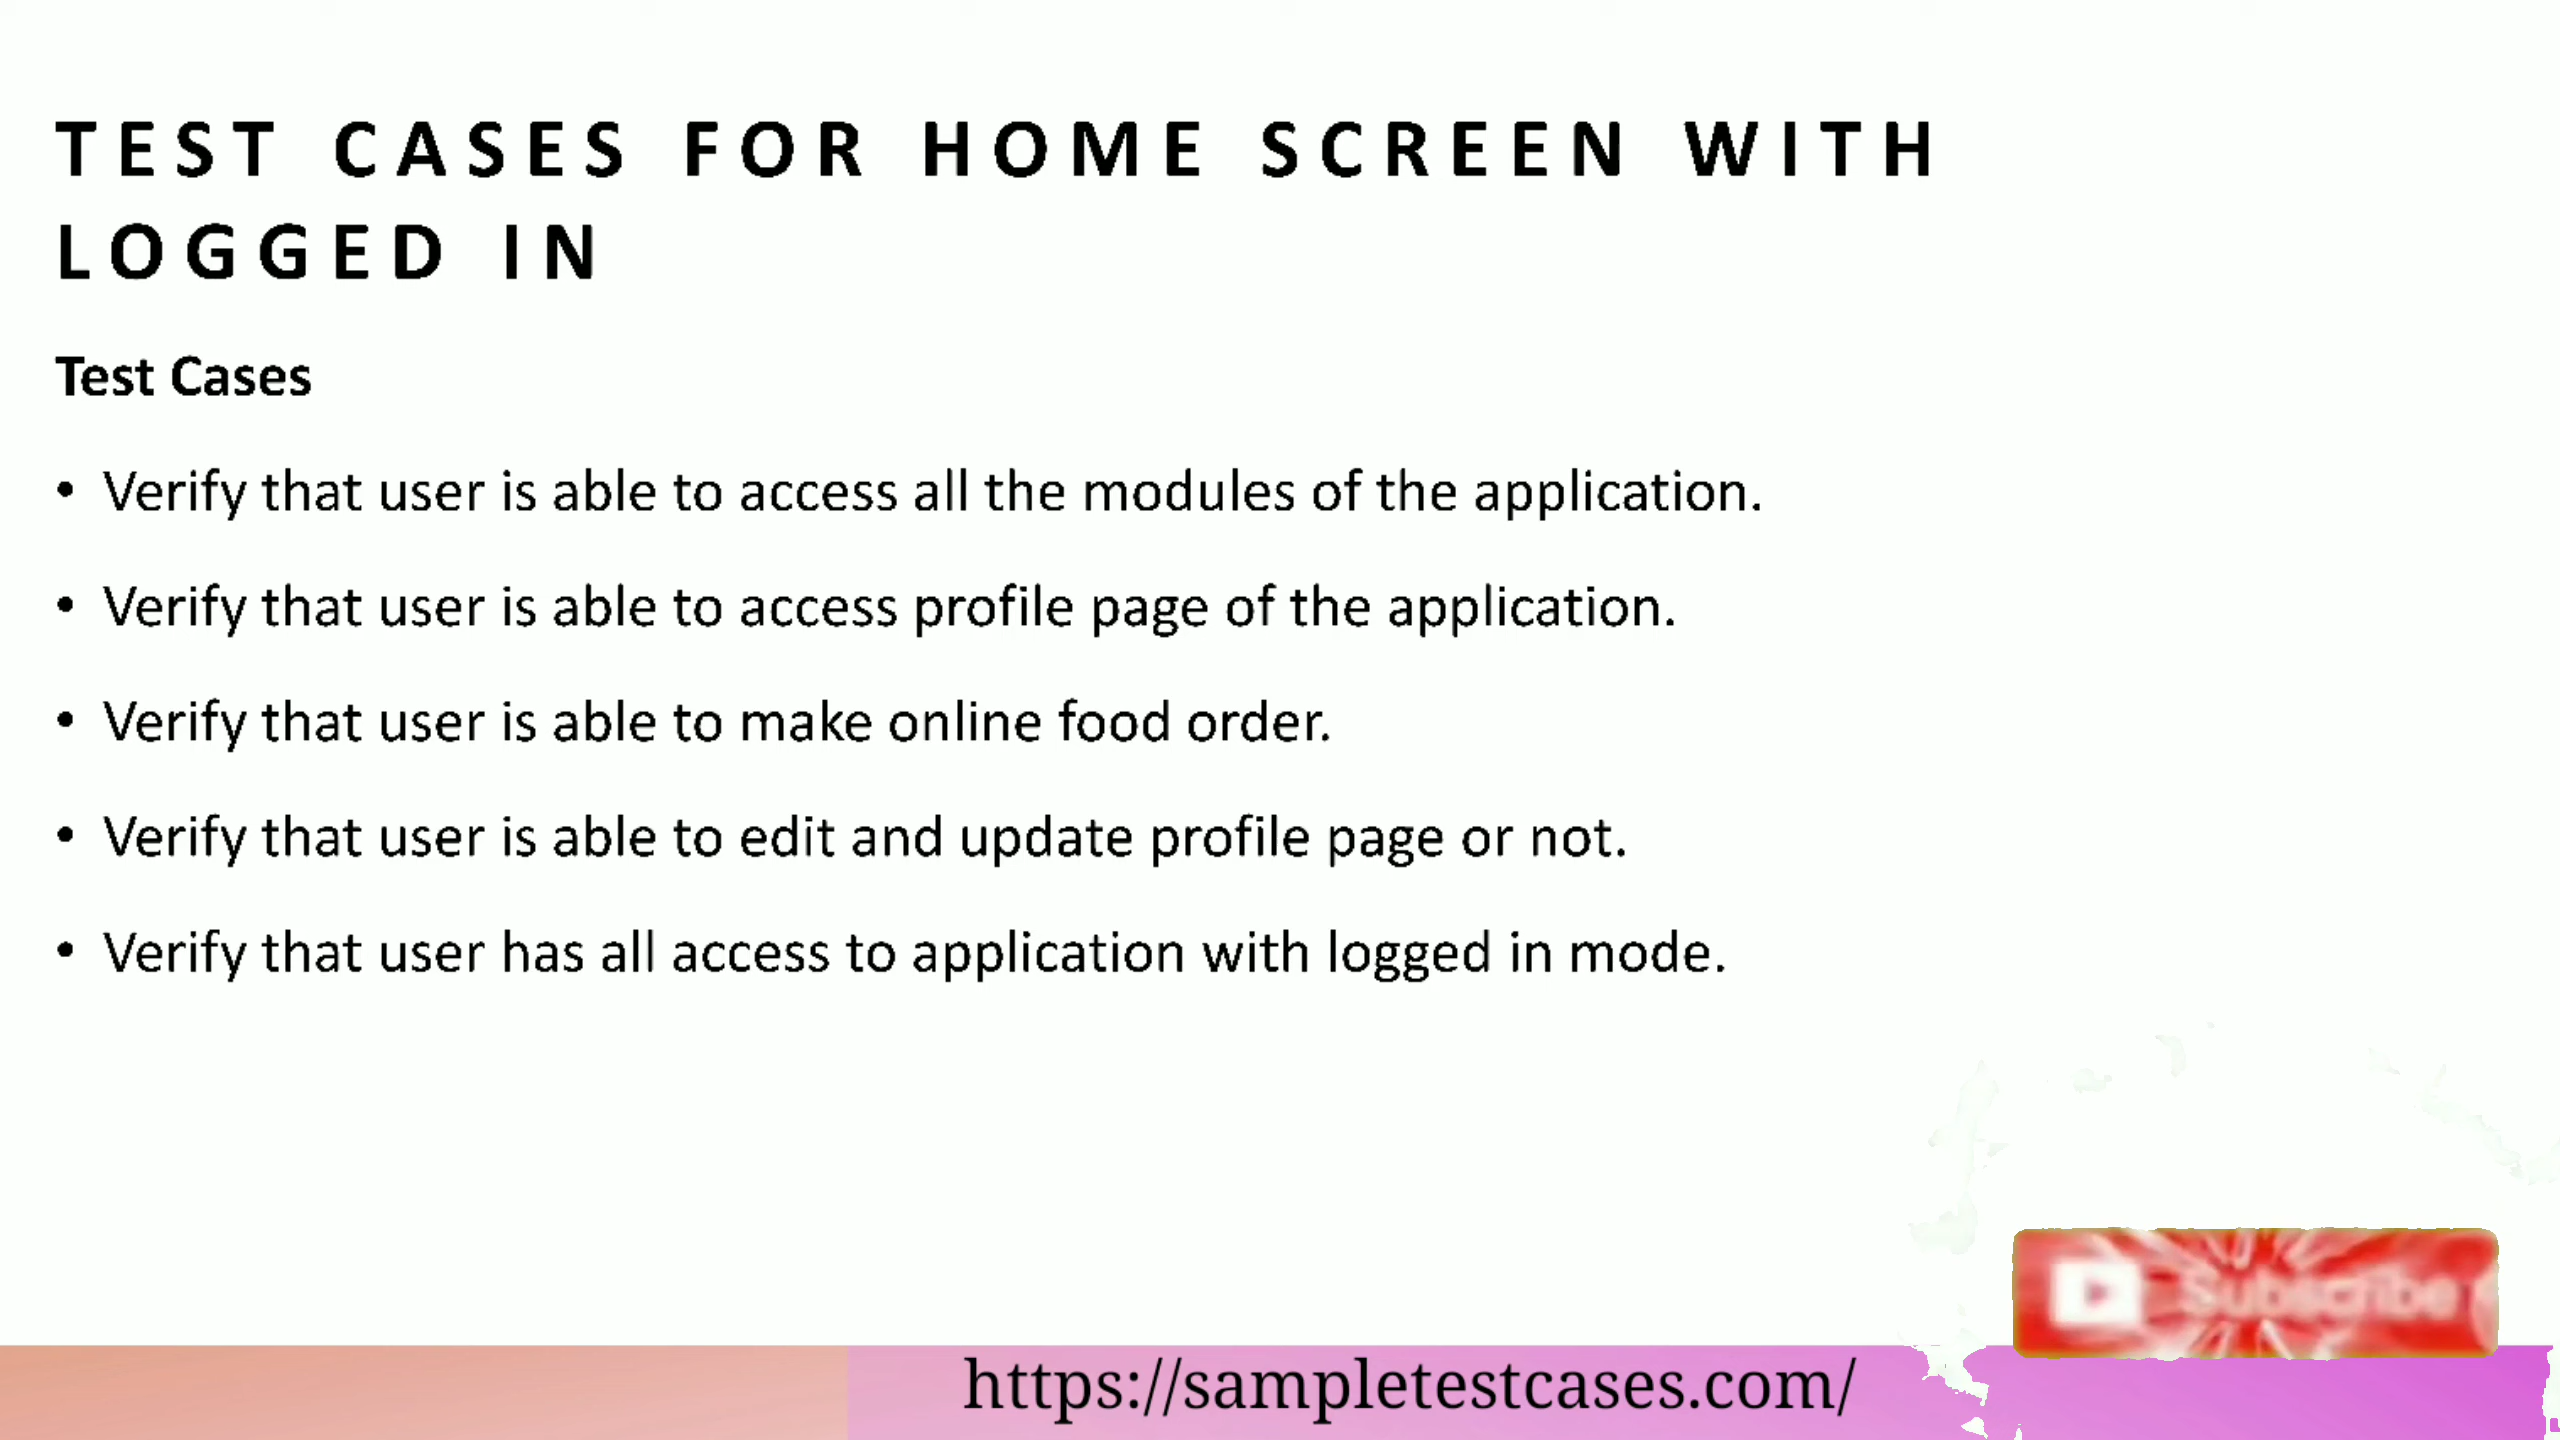 TEST CASES FOR HOME SCREEN WITH
LOGGED IN
Test Cases
• Verify that user is able to access all the modules of the application.
• Verify that user is able to access profile page of the application.
• Verify that user is able to make online food order.
• Verify that user is able to edit and update profile page or not.
• Verify that user has all access to application with logged in mode.
Subscribe
https://sampletestcases.com/